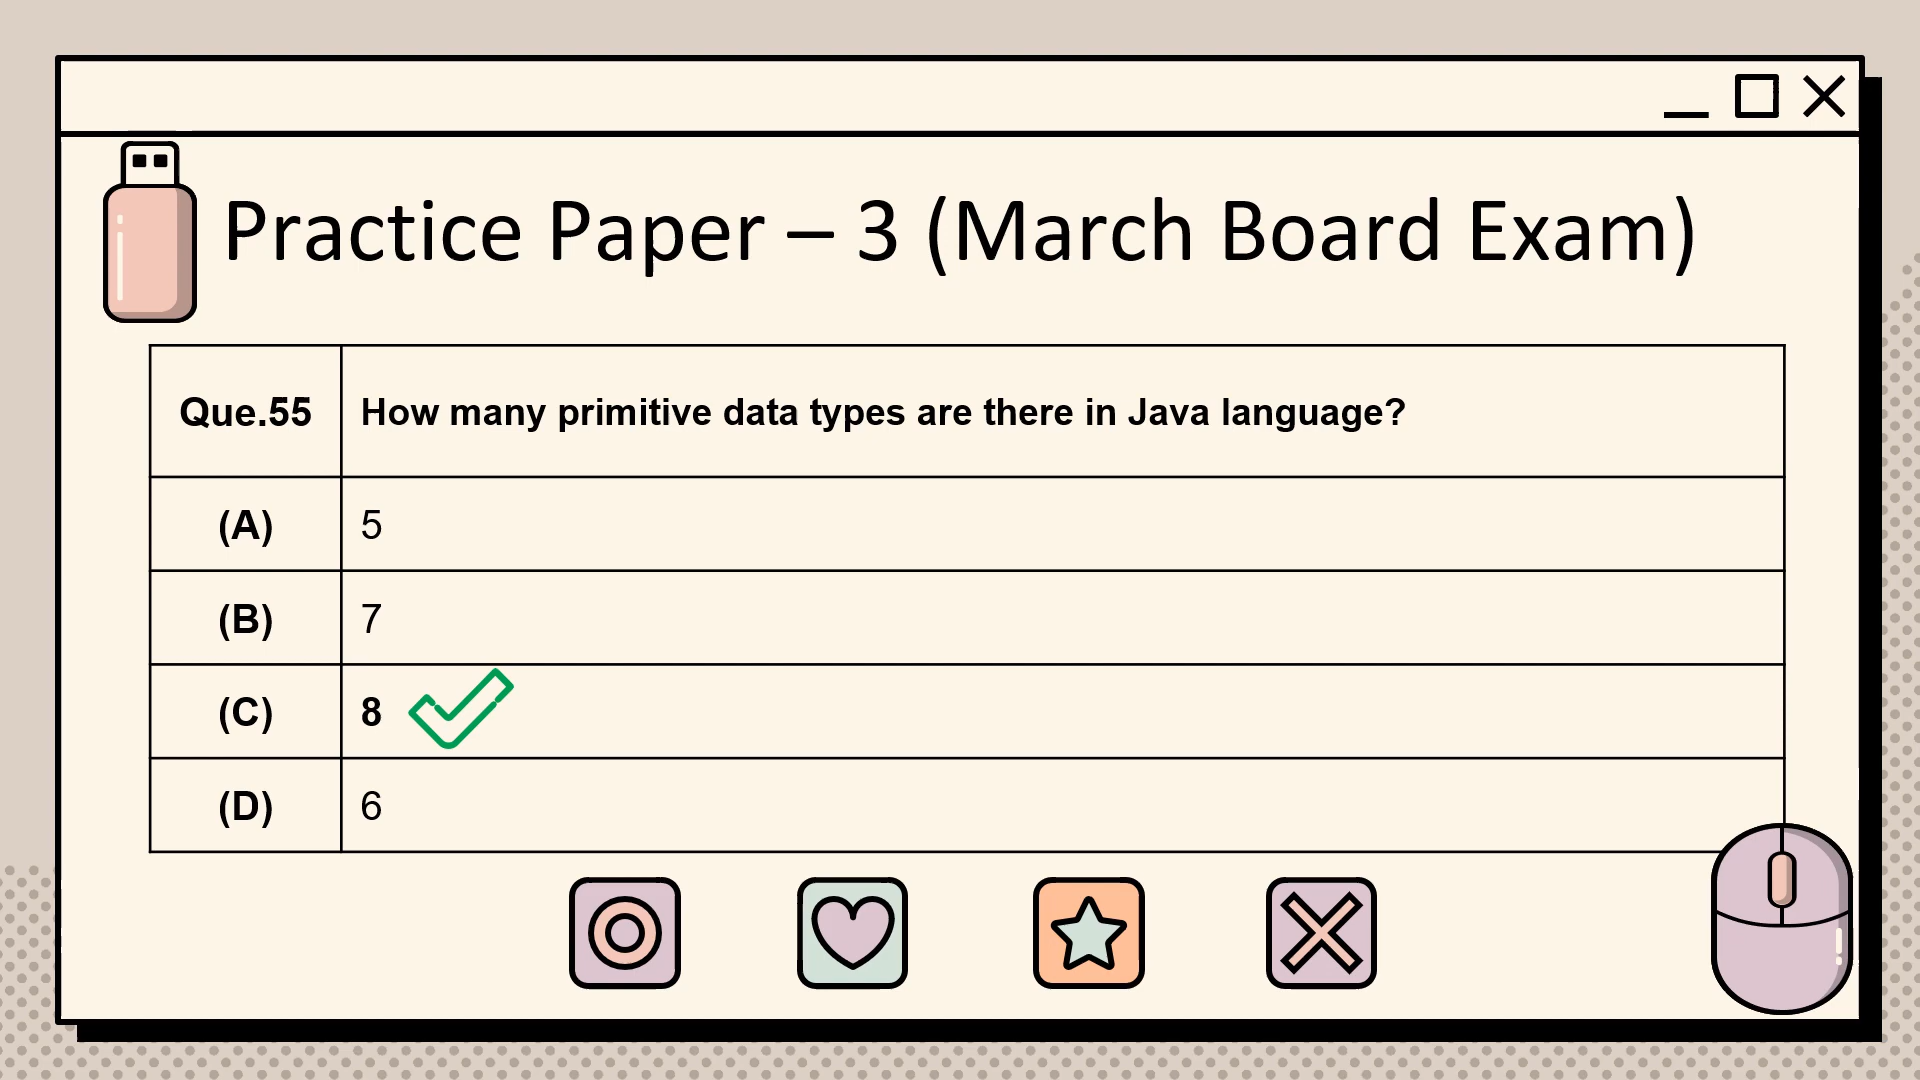 Practice Paper – 3 (March Board Exam)
Que.55 How many primitive data types are there in Java language?
(A) 5
(B) 7
(C) 8
(D) 6